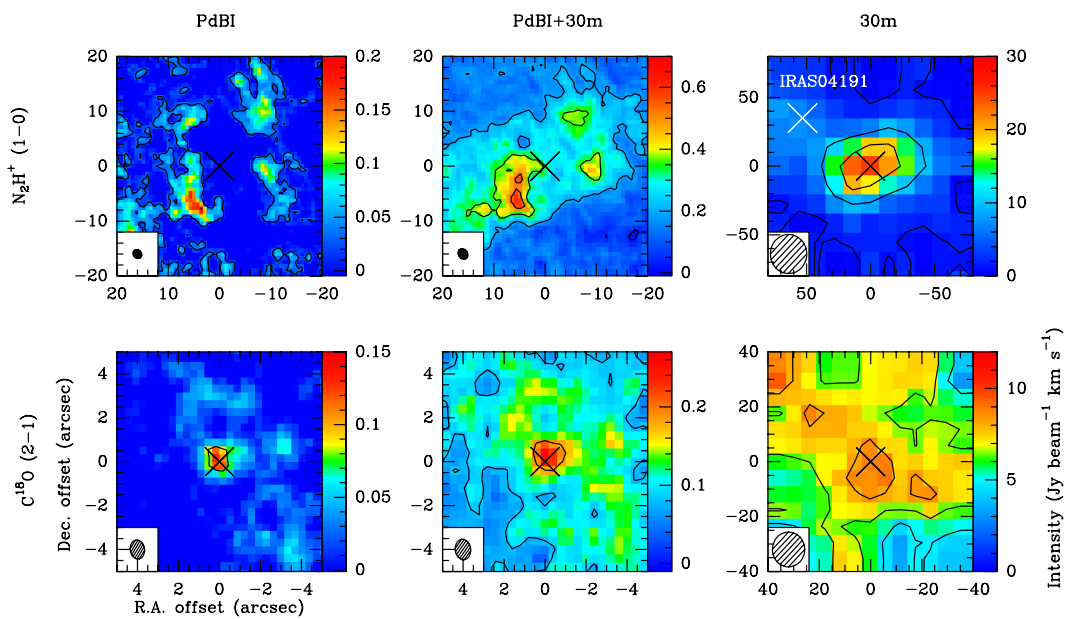 PdBI PdBI+30m 30m
N₂H⁺ (1-0)
20 10 0 -10 -20
20 10 0 -10 -20
0.2 0.15 0.1 0.05 0
20 10 0 -10 -20
20 10 0 -10 -20
0.6 0.4 0.2 0
IRAS04191
50 0 -50
50 0 -50
30 20 10 0
C¹⁸O (2-1)
Dec. offset (arcsec)
4 2 0 -2 -4
4 2 0 -2 -4
R.A. offset (arcsec)
0.15 0.1 0.05 0
4 2 0 -2 -4
4 2 0 -2 -4
0.2 0.1 0
40 20 0 -20 -40
40 20 0 -20 -40
10 5 0
Intensity (Jy beam⁻¹ km s⁻¹)